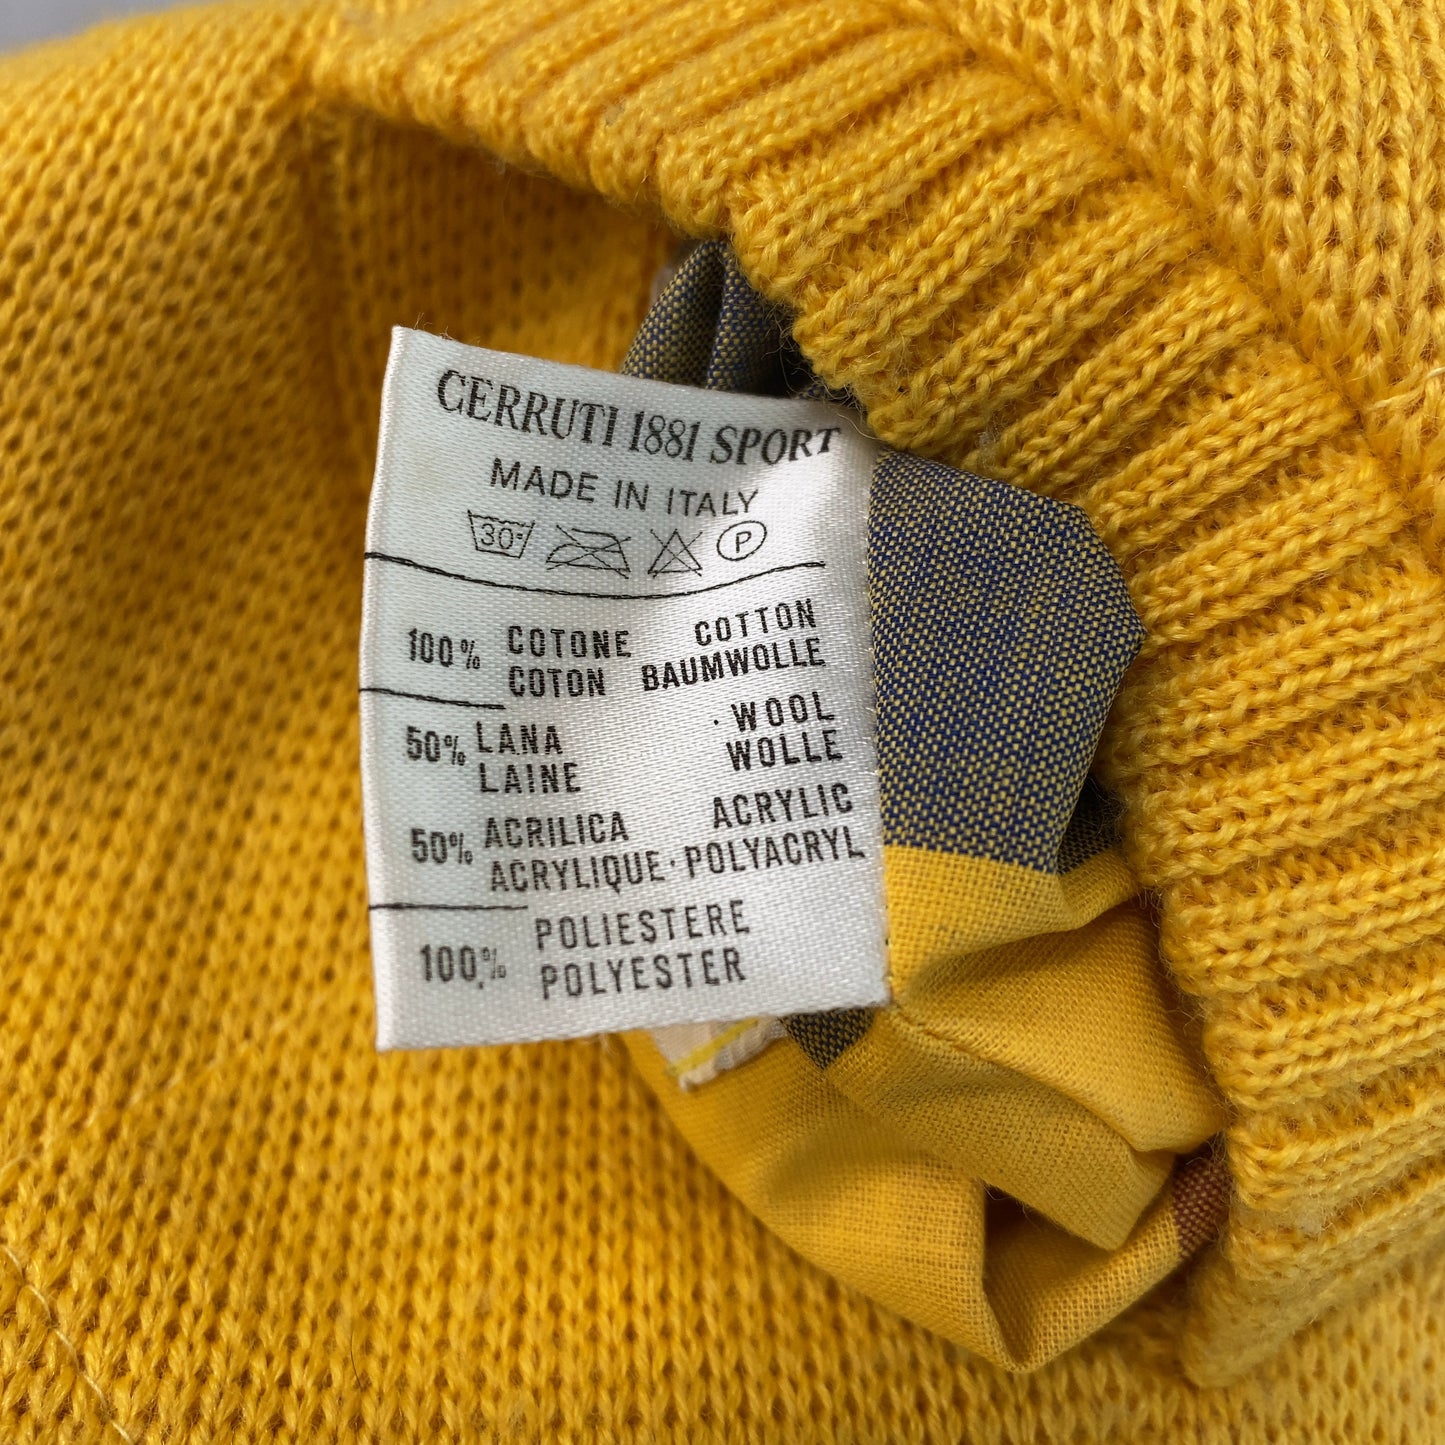 CERRUTI 1881 SPORT
MADE IN ITALY
30° P
100% COTONE COTTON
COTON BAUMWOLLE
50% LANA · WOOL
LAINE WOLLE
50% ACRILICA ACRYLIC
ACRYLIQUE · POLYACRYL
100% POLIESTERE
POLYESTER